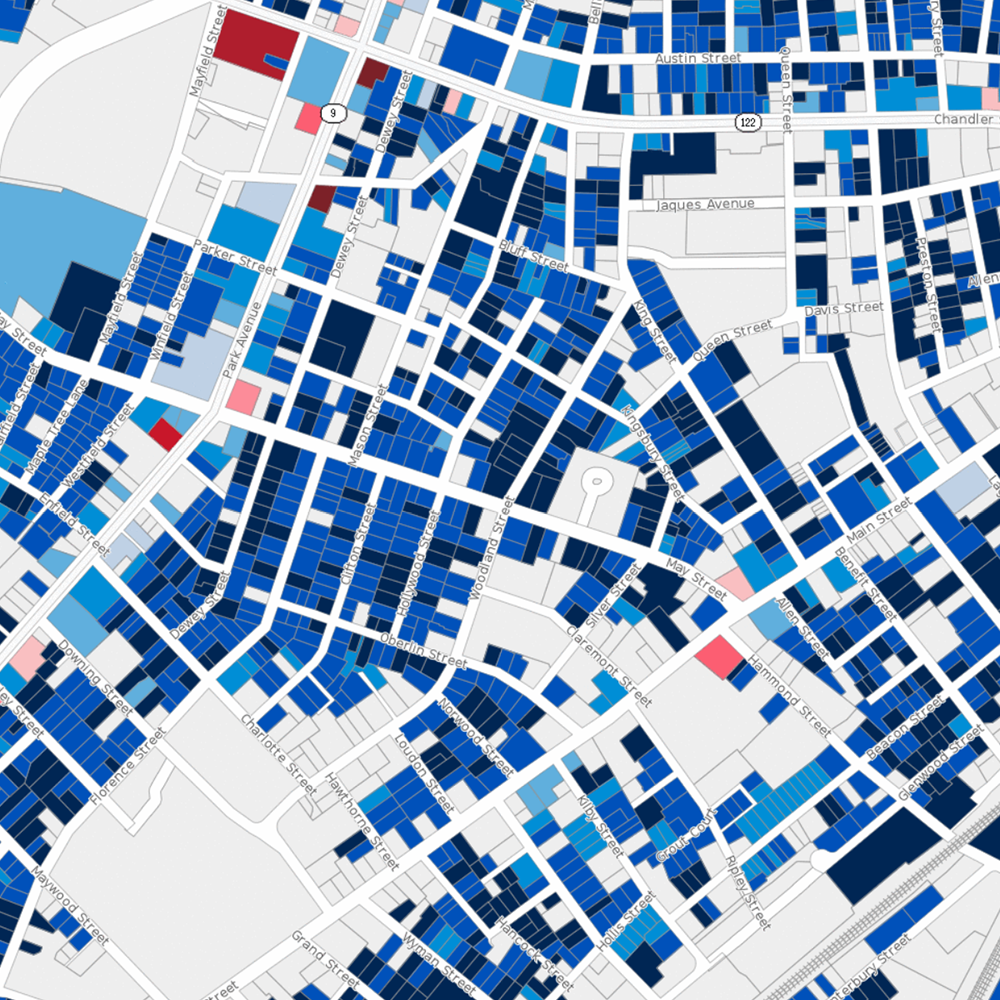 Mayfield Street
Austin Street
Queen Street
9
122
Chandler
Dewey Street
Jaques Avenue
Parker Street
Dewey Street
Bluff Street
Preston Street
Allen
Mayfield Street
Winfield Street
Park Avenue
King Street
Davis Street
Queen Street
Maple Tree Lane
Westfield Street
Mason Street
Kingsbury Street
Enfield Street
Clifton Street
Hollywood Street
Woodland Street
Main Street
May Street
Silver Street
Benefit Street
Dewey Street
Allen Street
Oberlin Street
Claremont Street
Hammond Street
Downing Street
Norwood Street
Beacon Street
Charlotte Street
Florence Street
Loudon Street
Glenwood Street
Hawthorne Street
Kilby Street
Grout Court
Ripley Street
Maywood Street
Hollis Street
Hancock Street
Wyman Street
Grand Street
Street